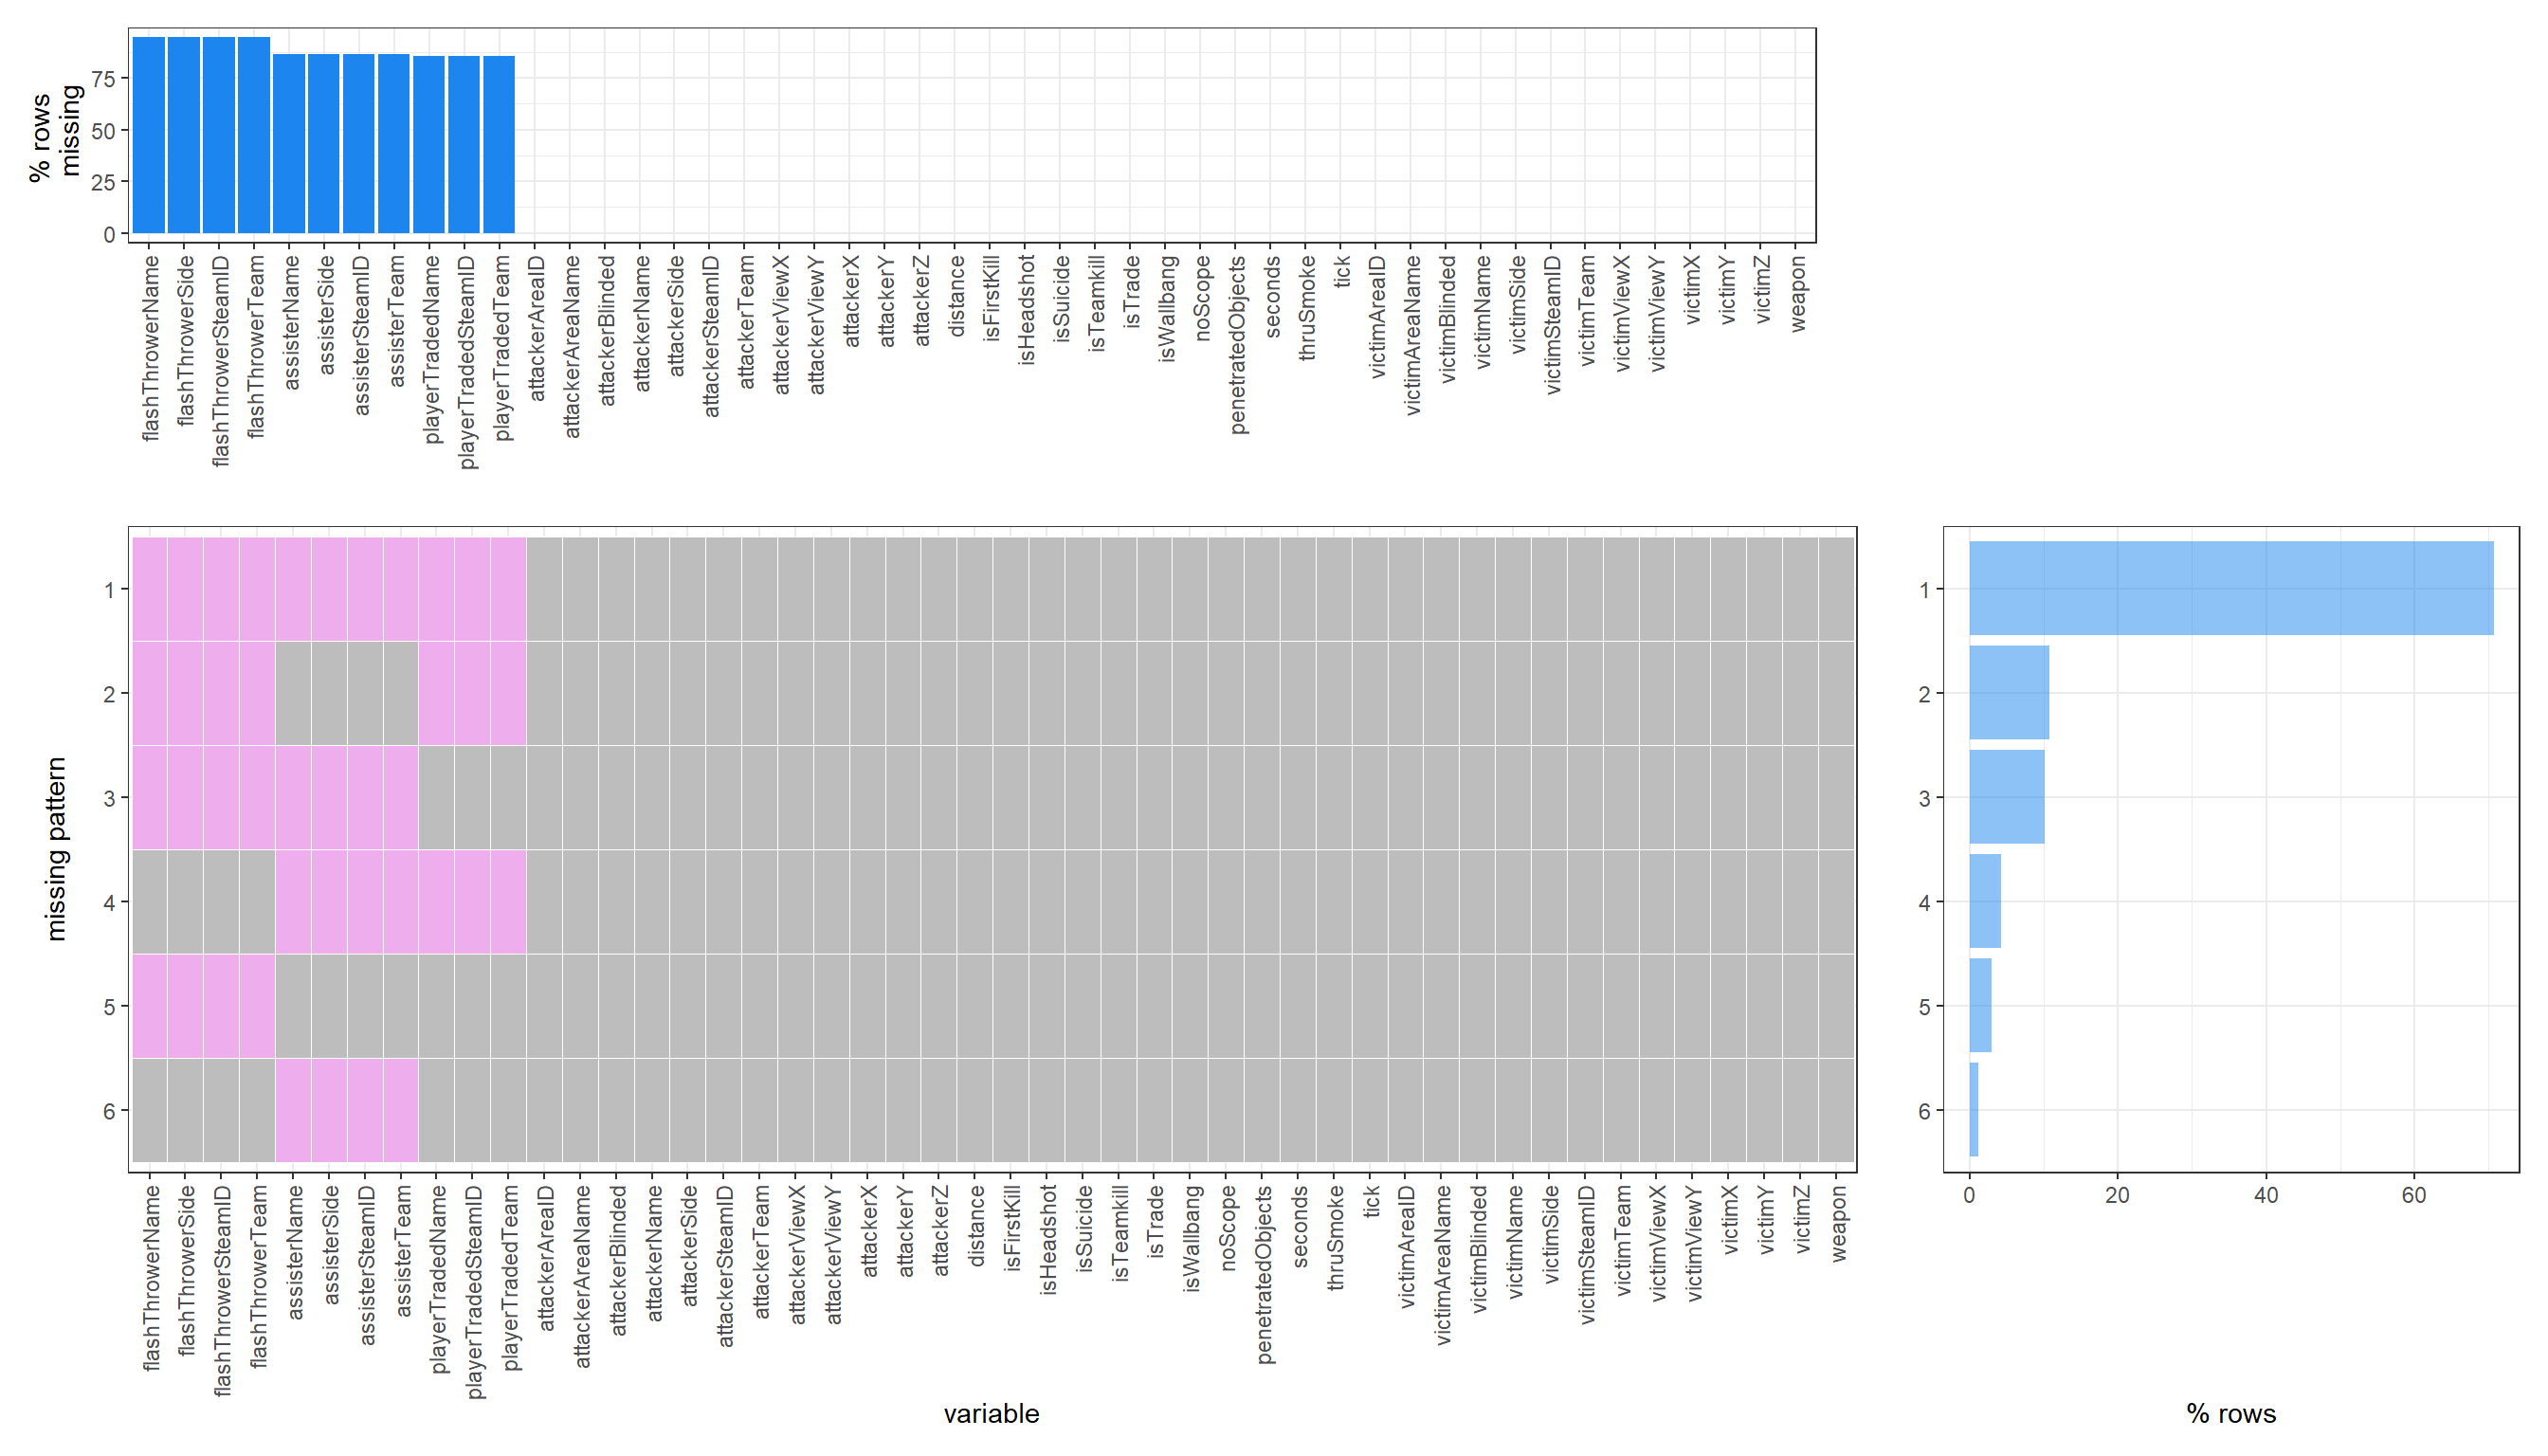 % rows
missing
75
50
25
0
flashThrowerName
flashThrowerSide
flashThrowerSteamID
flashThrowerTeam
assisterName
assisterSide
assisterSteamID
assisterTeam
playerTradedName
playerTradedSteamID
playerTradedTeam
attackerAreaID
attackerAreaName
attackerBlinded
attackerName
attackerSide
attackerSteamID
attackerTeam
attackerViewX
attackerViewY
attackerX
attackerY
attackerZ
distance
isFirstKill
isHeadshot
isSuicide
isTeamkill
isTrade
isWallbang
noScope
penetratedObjects
seconds
thruSmoke
tick
victimAreaID
victimAreaName
victimBlinded
victimName
victimSide
victimSteamID
victimTeam
victimViewX
victimViewY
victimX
victimY
victimZ
weapon
missing pattern
1
2
3
4
5
6
flashThrowerName
flashThrowerSide
flashThrowerSteamID
flashThrowerTeam
assisterName
assisterSide
assisterSteamID
assisterTeam
playerTradedName
playerTradedSteamID
playerTradedTeam
attackerAreaID
attackerAreaName
attackerBlinded
attackerName
attackerSide
attackerSteamID
attackerTeam
attackerViewX
attackerViewY
attackerX
attackerY
attackerZ
distance
isFirstKill
isHeadshot
isSuicide
isTeamkill
isTrade
isWallbang
noScope
penetratedObjects
seconds
thruSmoke
tick
victimAreaID
victimAreaName
victimBlinded
victimName
victimSide
victimSteamID
victimTeam
victimViewX
victimViewY
victimX
victimY
victimZ
weapon
variable
1
2
3
4
5
6
0
20
40
60
% rows